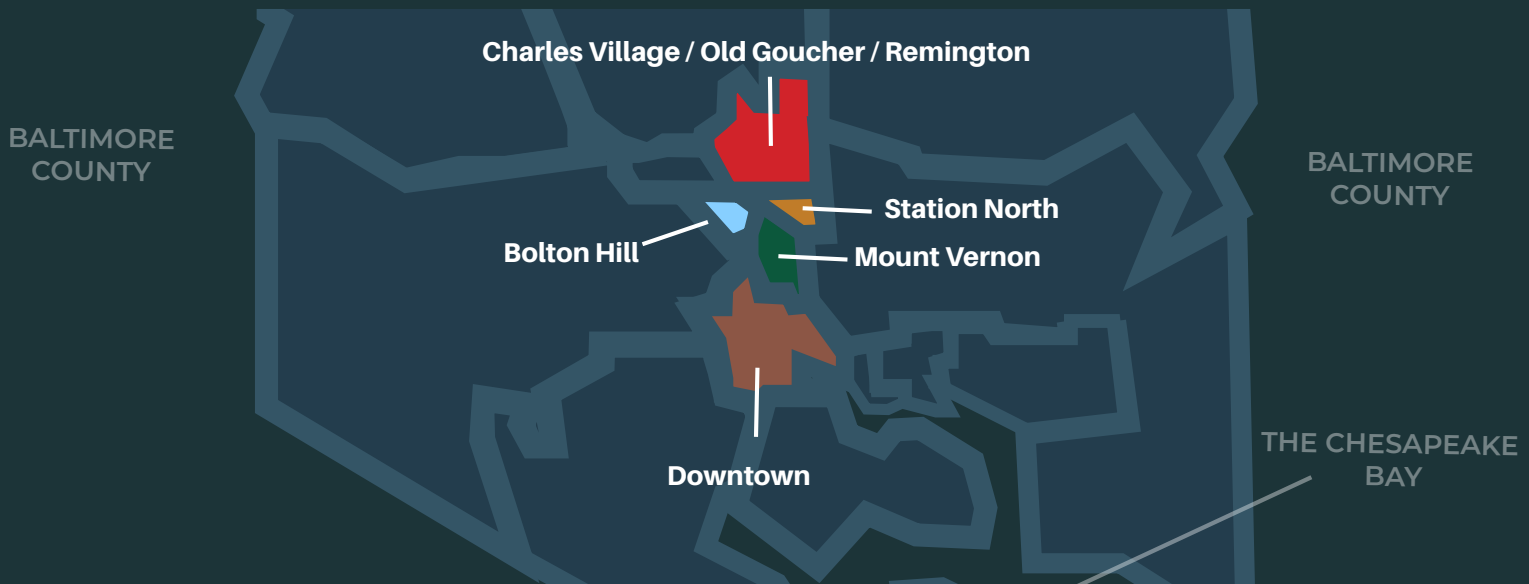 Charles Village / Old Goucher / Remington
BALTIMORE
COUNTY
BALTIMORE
COUNTY
Station North
Bolton Hill
Mount Vernon
THE CHESAPEAKE
BAY
Downtown